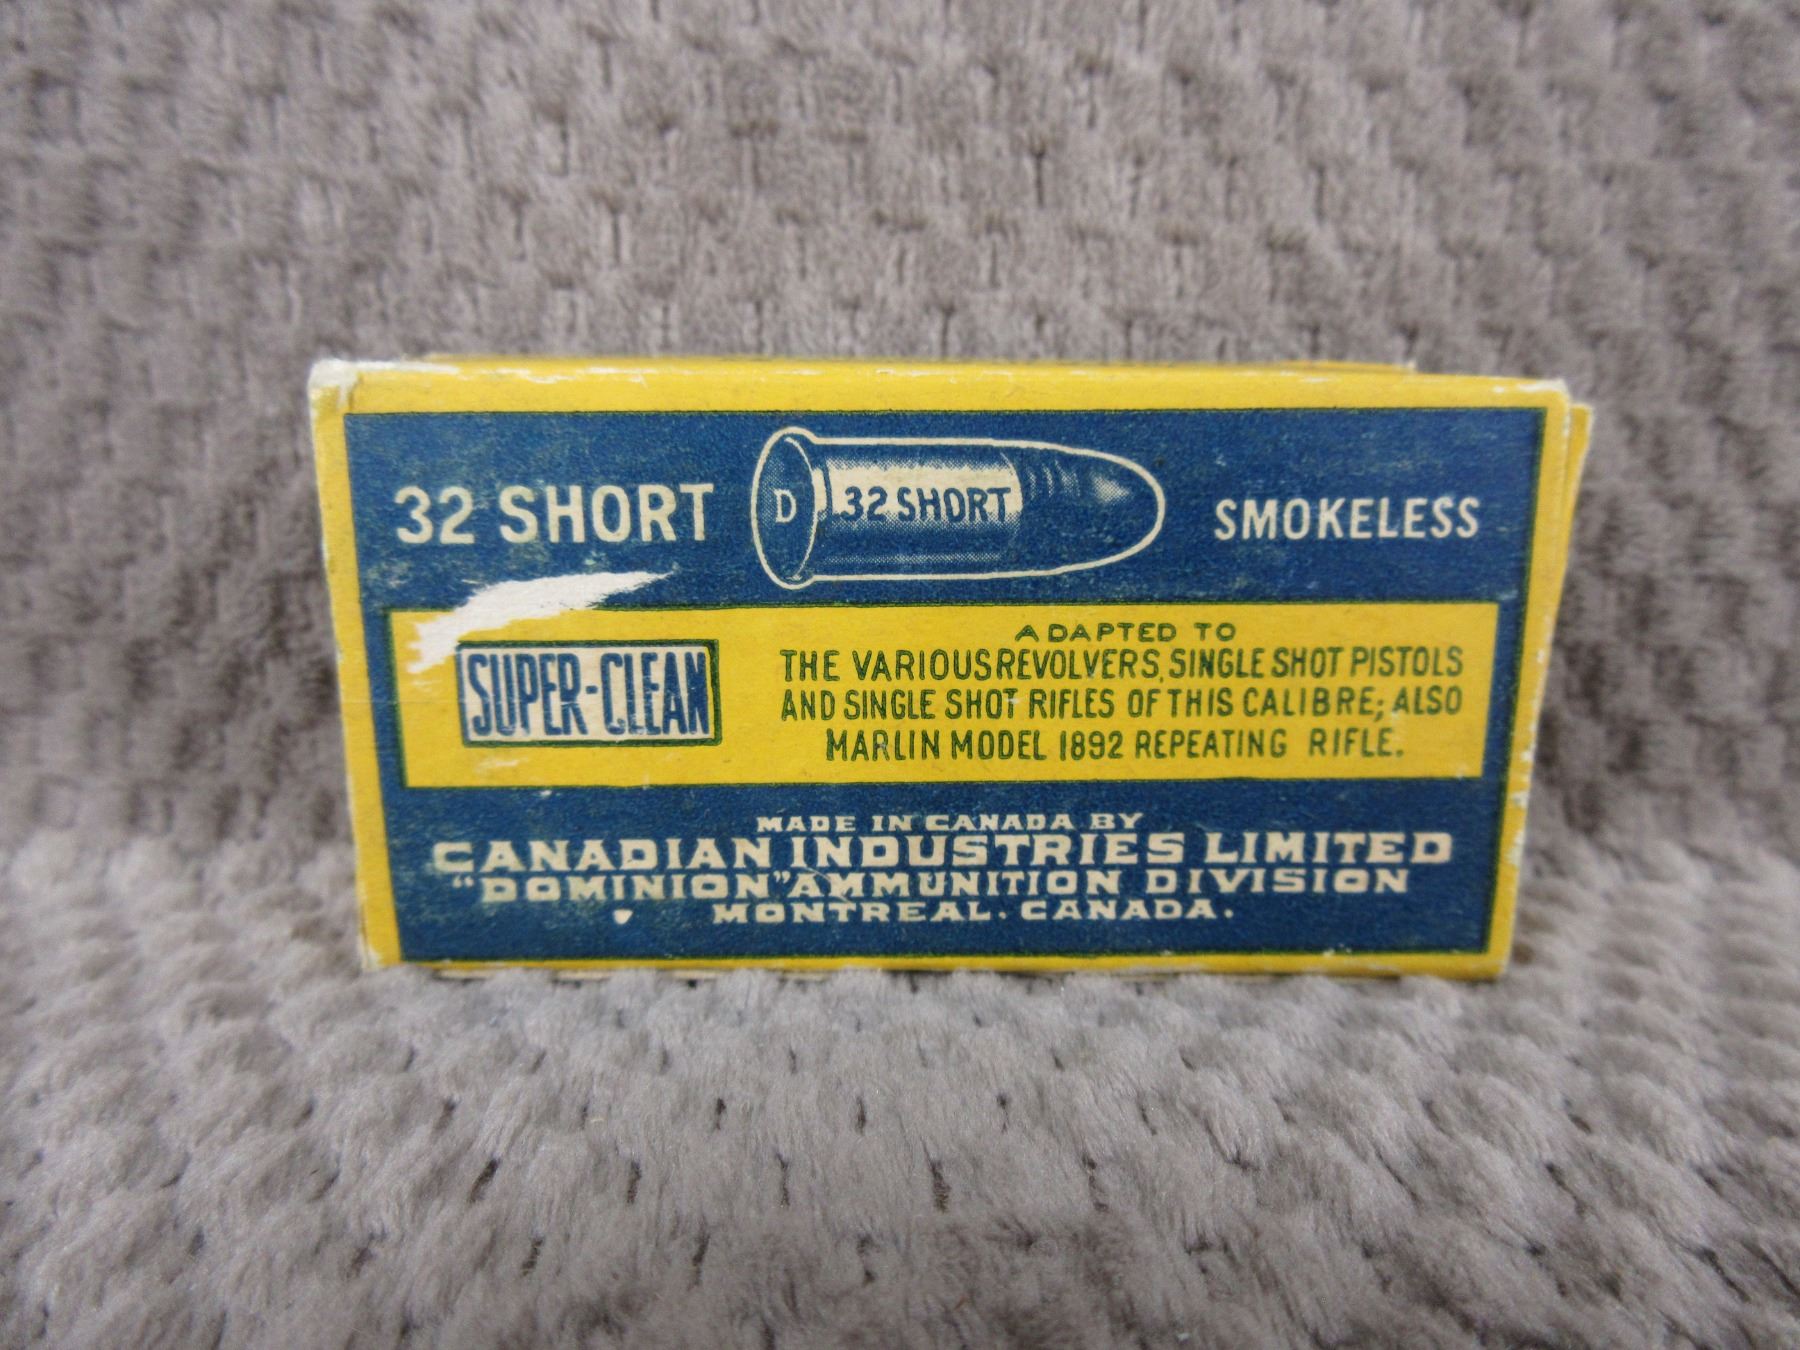 32 SHORT
D
.32 SHORT
SMOKELESS
SUPER-CLEAN
ADAPTED TO
THE VARIOUS REVOLVERS, SINGLE SHOT PISTOLS
AND SINGLE SHOT RIFLES OF THIS CALIBRE; ALSO
MARLIN MODEL 1892 REPEATING RIFLE.
MADE IN CANADA BY
CANADIAN INDUSTRIES LIMITED
"DOMINION" AMMUNITION DIVISION
MONTREAL. CANADA.